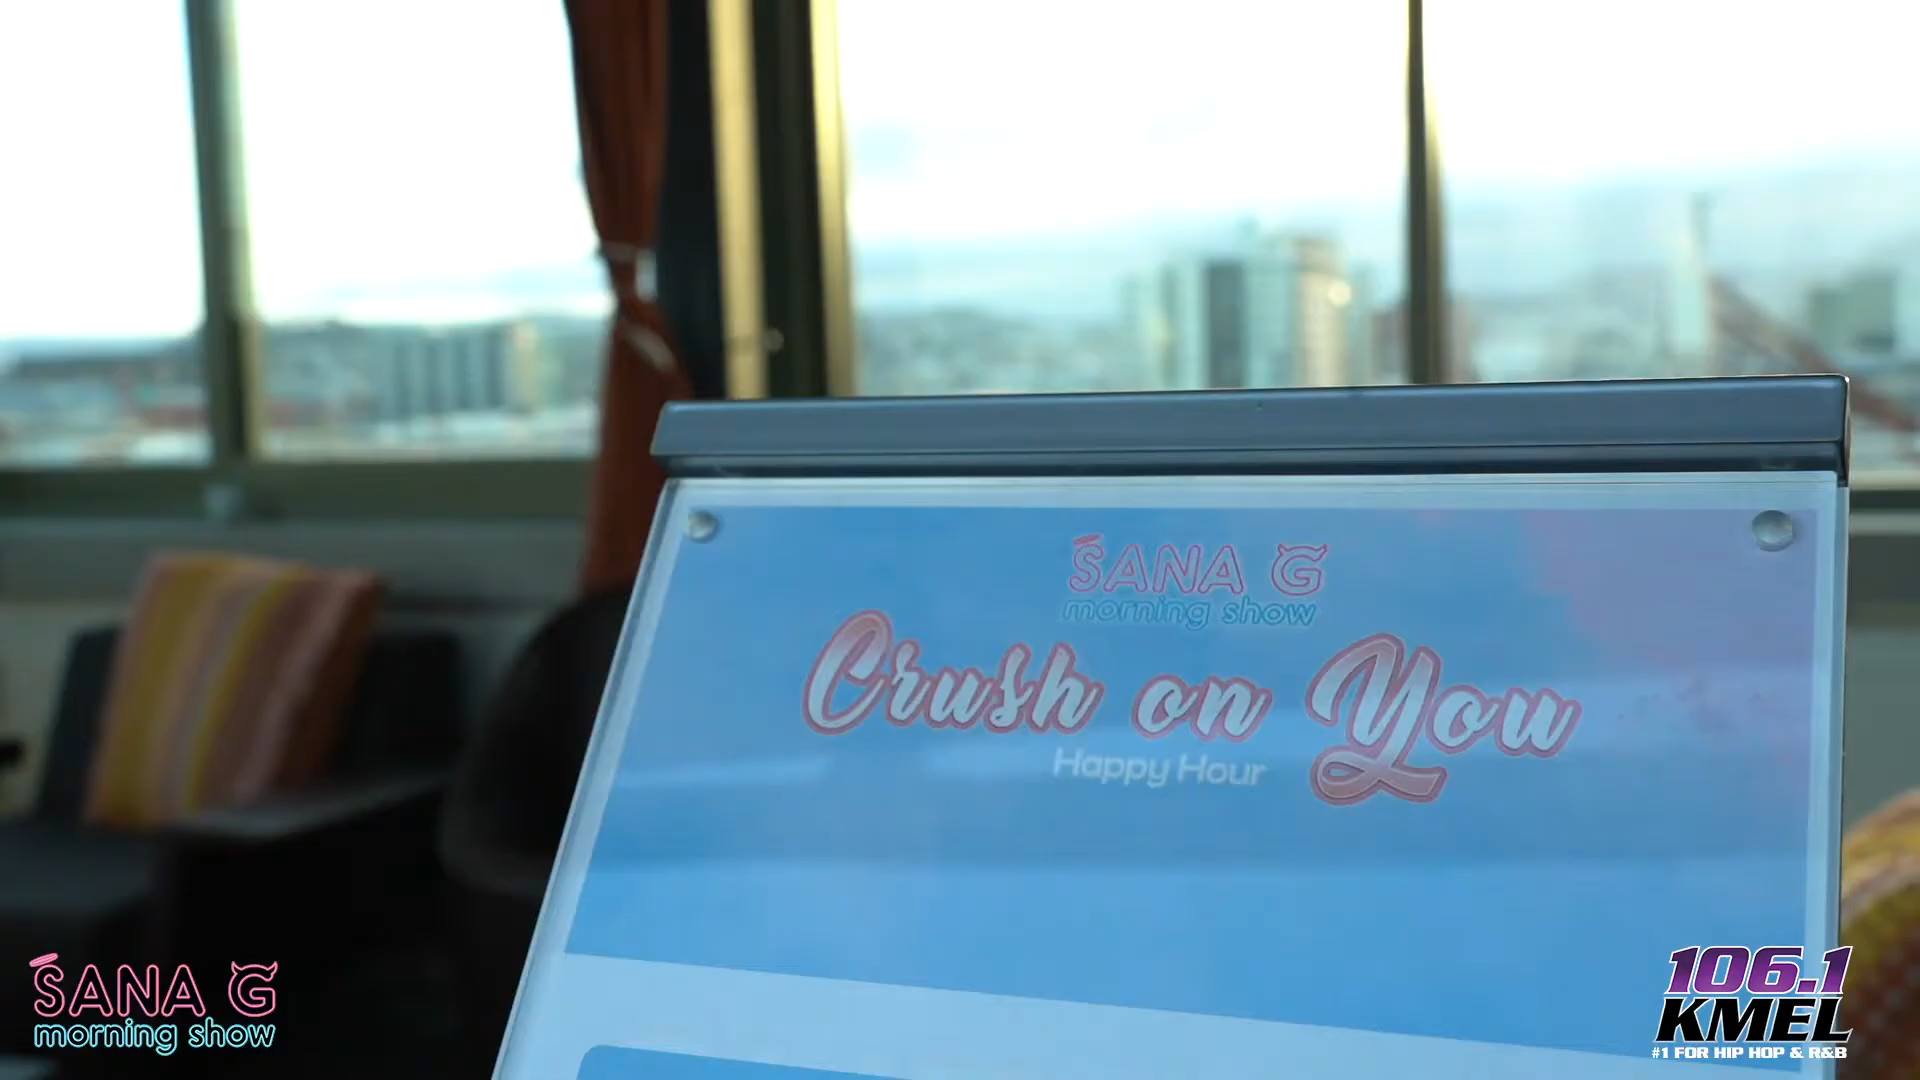 SANA G
morning show
Crush on You
Happy Hour
SANA G
morning show
106.1
KMEL
#1 FOR HIP HOP & R&B